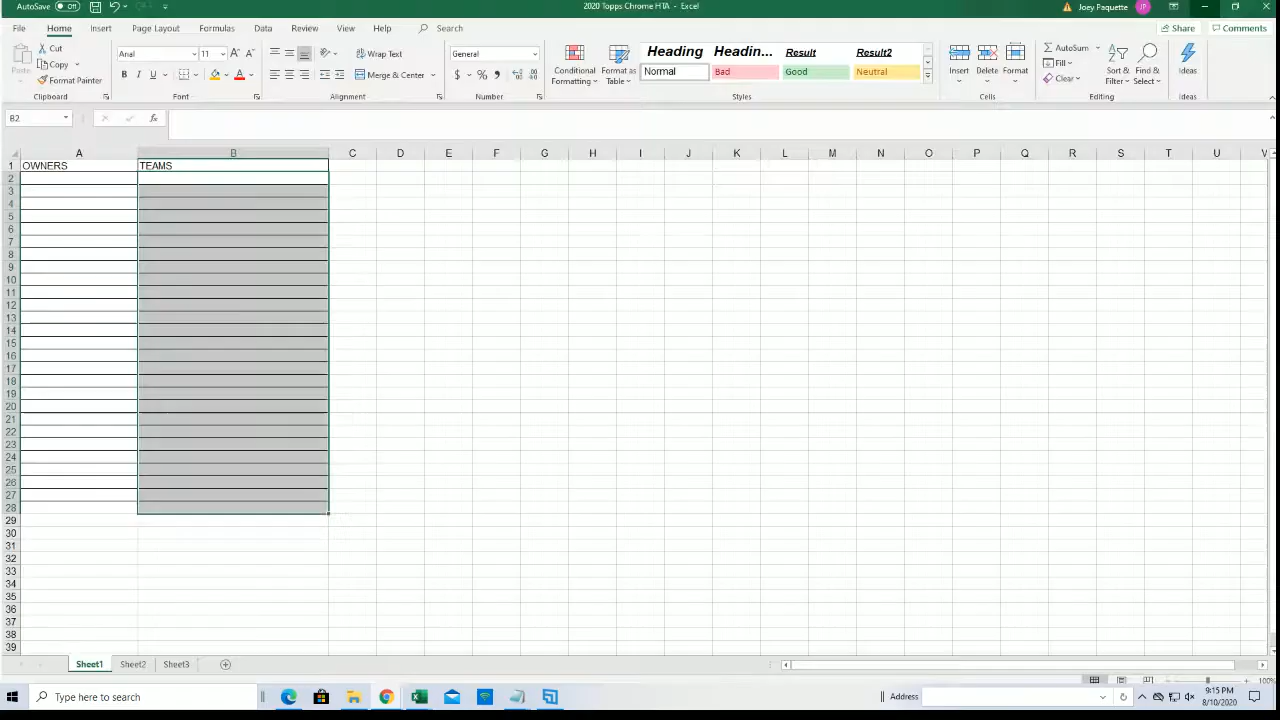 AutoSave Off 2020 Topps Chrome HTA - Excel Joey Paquette JP
File Home Insert Page Layout Formulas Data Review View Help Search Share Comments
Paste Cut Copy Format Painter Clipboard
Arial 11 A A B I U A Font
Wrap Text Merge & Center Alignment
General $ % , Number
Conditional Formatting Format as Table Heading Headin... Result Result2
Normal Bad Good Neutral Styles
Insert Delete Format Cells
AutoSum Fill Clear Sort & Filter Find & Select Editing
Ideas Ideas
B2 fx
A B C D E F G H I J K L M N O P Q R S T U V
1 OWNERS TEAMS
2
3
4
5
6
7
8
9
10
11
12
13
14
15
16
17
18
19
20
21
22
23
24
25
26
27
28
29
30
31
32
33
34
35
36
37
38
39
Sheet1 Sheet2 Sheet3
100%
Type here to search Address 9:15 PM
8/10/2020